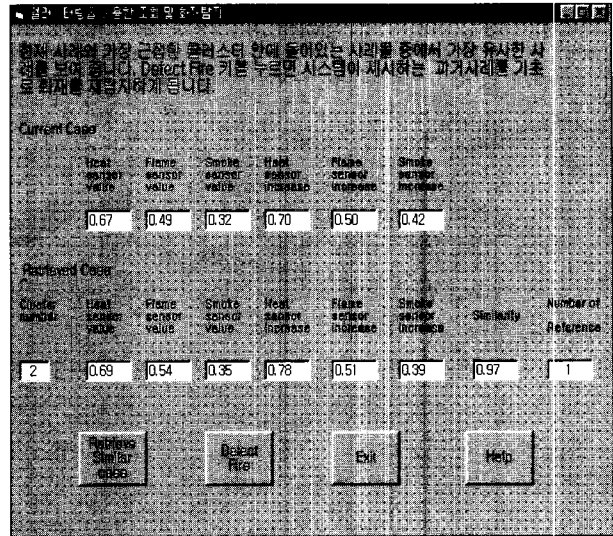 현재 사례에 가장 근접한 클러스터 안에 들어있는 사례들 중에서 가장 유사한 사
례를 보여 줍니다. Detect Fire 키를 누르면 시스템이 제시하는 과거사례를 기초
로 화재를 재감지하게 됩니다.
Current Case
Heat sensor value
Flame sensor value
Smoke sensor value
Heat sensor increase
Flame sensor increase
Smoke sensor increase
0.67 0.49 0.32 0.70 0.50 0.42
Retrieved Case
Cluster number
Heat sensor value
Flame sensor value
Smoke sensor value
Heat sensor increase
Flame sensor increase
Smoke sensor increase
Similarity
Number of Reference
2 0.69 0.54 0.35 0.78 0.51 0.39 0.97 1
Retrieve Similar case
Detect Fire
Exit
Help